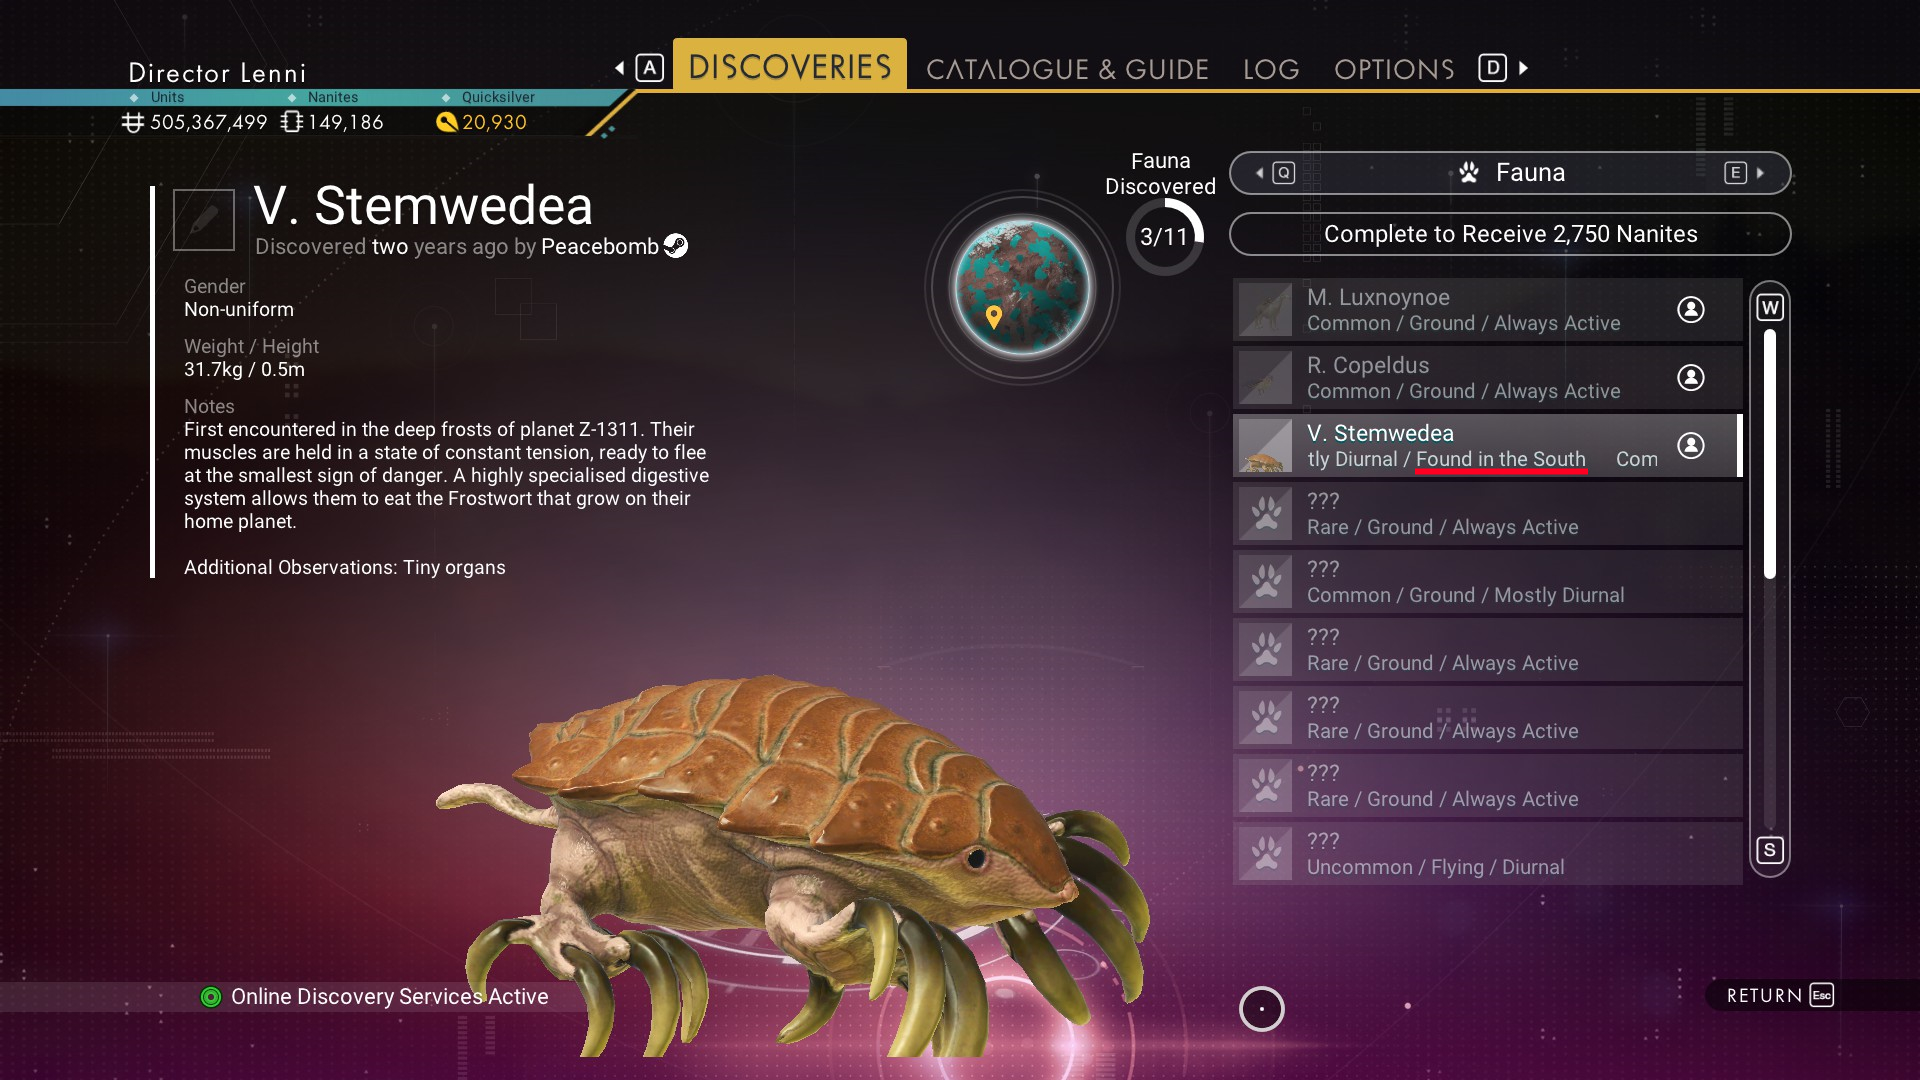 Director Lenni
Units Nanites Quicksilver
505,367,499 149,186 20,930
A DISCOVERIES CATALOGUE & GUIDE LOG OPTIONS D
V. Stemwedea
Discovered two years ago by Peacebomb
Gender
Non-uniform
Weight / Height
31.7kg / 0.5m
Notes
First encountered in the deep frosts of planet Z-1311. Their
muscles are held in a state of constant tension, ready to flee
at the smallest sign of danger. A highly specialised digestive
system allows them to eat the Frostwort that grow on their
home planet.
Additional Observations: Tiny organs
Fauna
Discovered
3/11
Q Fauna E
Complete to Receive 2,750 Nanites
M. Luxnoynoe
Common / Ground / Always Active
R. Copeldus
Common / Ground / Always Active
V. Stemwedea
tly Diurnal / Found in the South Com
???
Rare / Ground / Always Active
???
Common / Ground / Mostly Diurnal
???
Rare / Ground / Always Active
???
Rare / Ground / Always Active
???
Rare / Ground / Always Active
???
Uncommon / Flying / Diurnal
W
S
Online Discovery Services Active
RETURN Esc